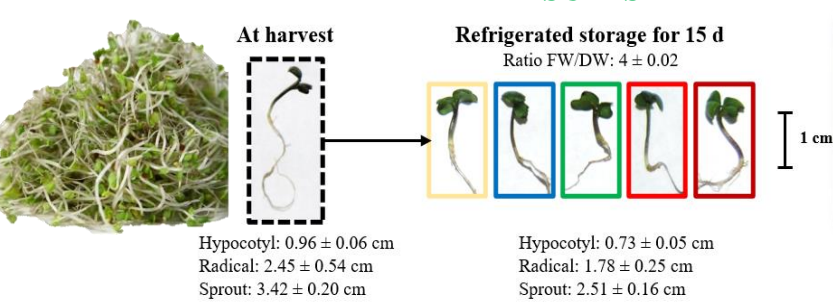 At harvest
Refrigerated storage for 15 d
Ratio FW/DW: 4 ± 0.02
1 cm
Hypocotyl: 0.96 ± 0.06 cm
Radical: 2.45 ± 0.54 cm
Sprout: 3.42 ± 0.20 cm
Hypocotyl: 0.73 ± 0.05 cm
Radical: 1.78 ± 0.25 cm
Sprout: 2.51 ± 0.16 cm